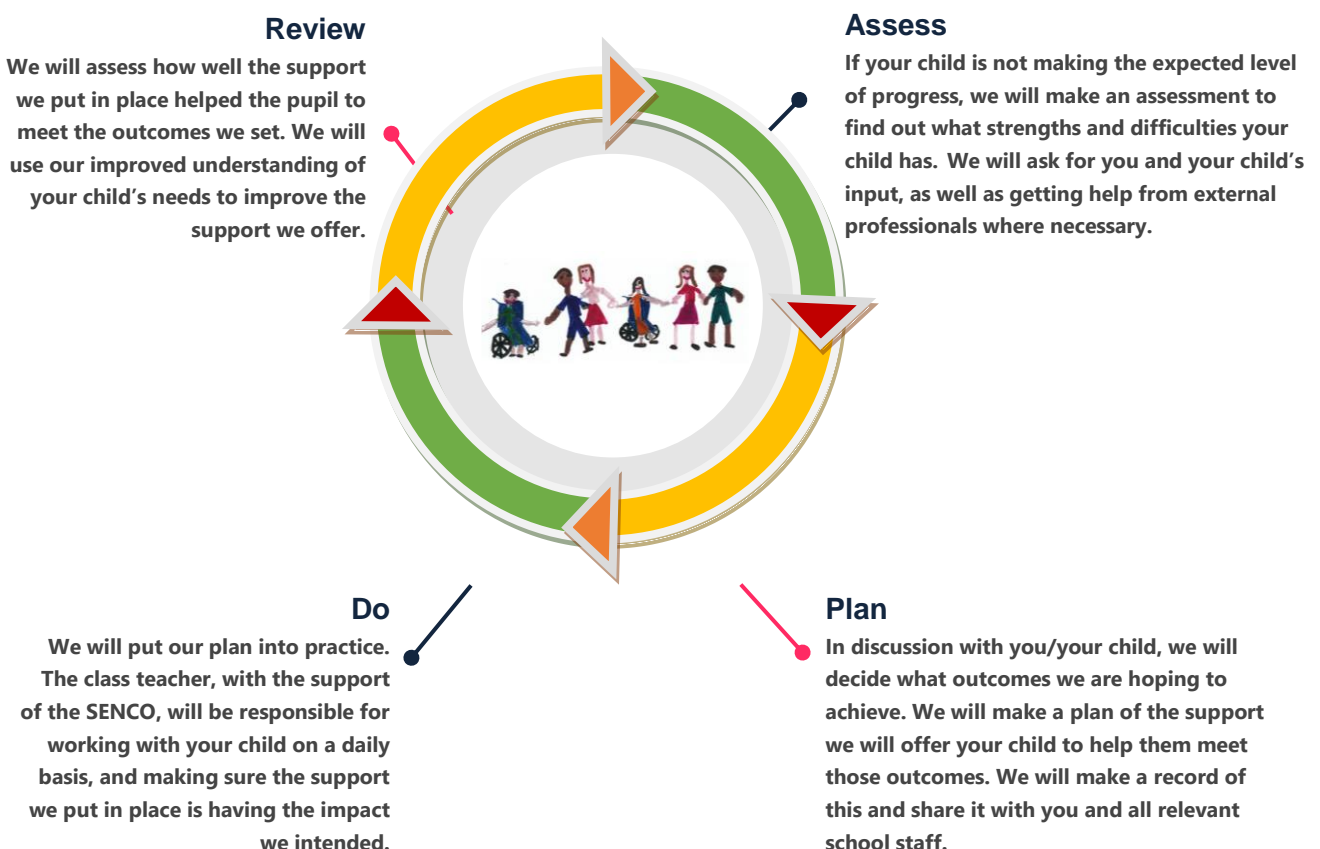 Review
We will assess how well the support
we put in place helped the pupil to
meet the outcomes we set. We will
use our improved understanding of
your child’s needs to improve the
support we offer.
Assess
If your child is not making the expected level
of progress, we will make an assessment to
find out what strengths and difficulties your
child has. We will ask for you and your child’s
input, as well as getting help from external
professionals where necessary.
Do
We will put our plan into practice.
The class teacher, with the support
of the SENCO, will be responsible for
working with your child on a daily
basis, and making sure the support
we put in place is having the impact
we intended.
Plan
In discussion with you/your child, we will
decide what outcomes we are hoping to
achieve. We will make a plan of the support
we will offer your child to help them meet
those outcomes. We will make a record of
this and share it with you and all relevant
school staff.